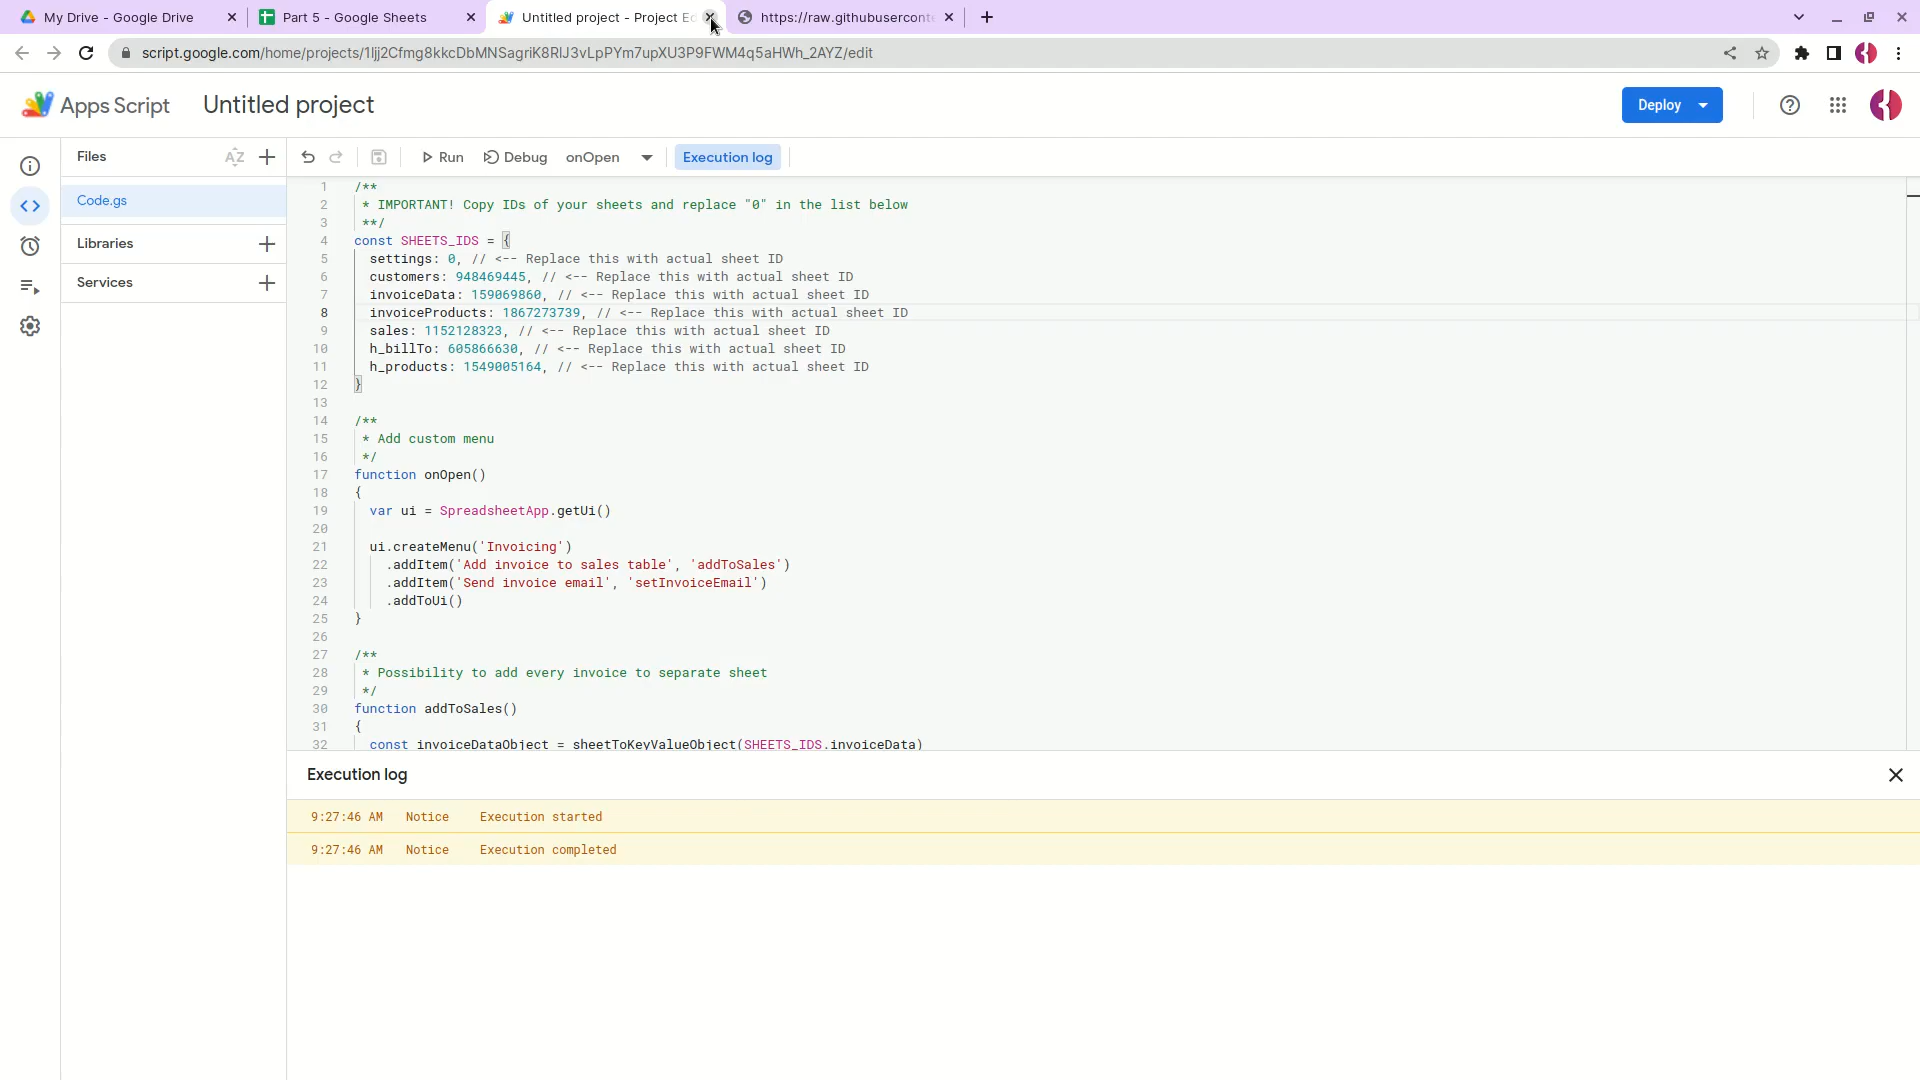 My Drive - Google Drive
Part 5 - Google Sheets
Untitled project - Project Ed
https://raw.githubuserconte
script.google.com/home/projects/1ljj2Cfmg8kkcDbMNSagriK8RlJ3vLpPYm7upXU3P9FWM4q5aHWh_2AYZ/edit
Apps Script
Untitled project
Deploy
Files
AZ
Run
Debug
onOpen
Execution log
Code.gs
Libraries
Services
1 /**
2 * IMPORTANT! Copy IDs of your sheets and replace "0" in the list below
3 **/
4 const SHEETS_IDS = {
5 settings: 0, // <-- Replace this with actual sheet ID
6 customers: 948469445, // <-- Replace this with actual sheet ID
7 invoiceData: 159069860, // <-- Replace this with actual sheet ID
8 invoiceProducts: 1867273739, // <-- Replace this with actual sheet ID
9 sales: 1152128323, // <-- Replace this with actual sheet ID
10 h_billTo: 605866630, // <-- Replace this with actual sheet ID
11 h_products: 1549005164, // <-- Replace this with actual sheet ID
12 }
13
14 /**
15 * Add custom menu
16 */
17 function onOpen()
18 {
19 var ui = SpreadsheetApp.getUi()
20
21 ui.createMenu('Invoicing')
22 .addItem('Add invoice to sales table', 'addToSales')
23 .addItem('Send invoice email', 'setInvoiceEmail')
24 .addToUi()
25 }
26
27 /**
28 * Possibility to add every invoice to separate sheet
29 */
30 function addToSales()
31 {
32 const invoiceDataObject = sheetToKeyValueObject(SHEETS_IDS.invoiceData)
Execution log
9:27:46 AM Notice Execution started
9:27:46 AM Notice Execution completed